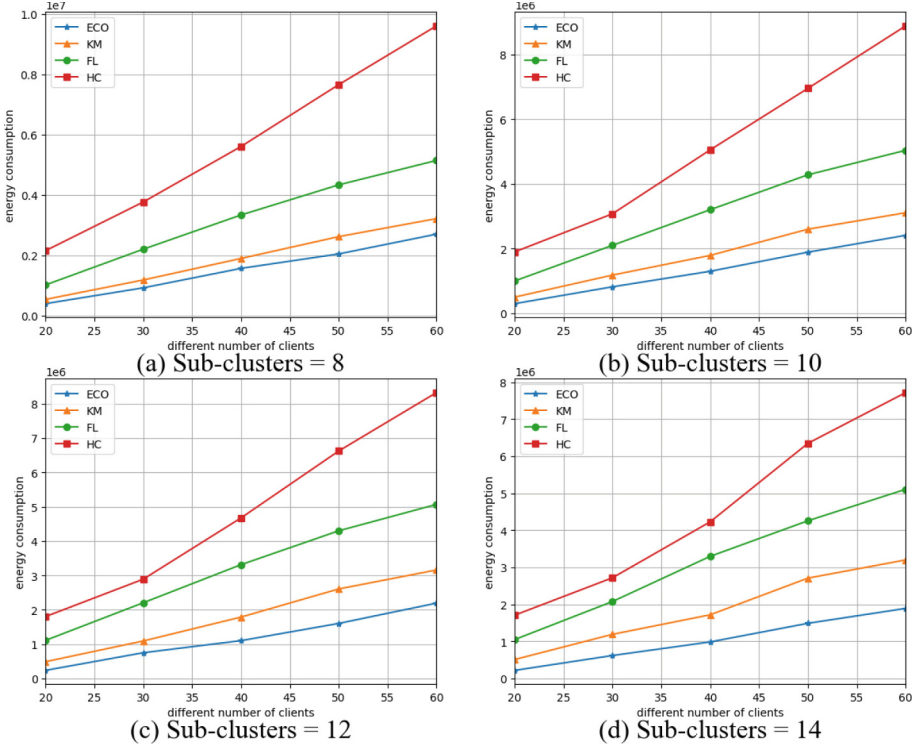 1e7
1.0
0.8
0.6
0.4
0.2
0.0
energy consumption
ECO
KM
FL
HC
20 25 30 35 40 45 50 55 60
different number of clients
(a) Sub-clusters = 8
1e6
8
6
4
2
0
energy consumption
ECO
KM
FL
HC
20 25 30 35 40 45 50 55 60
different number of clients
(b) Sub-clusters = 10
1e6
8
7
6
5
4
3
2
1
0
energy consumption
ECO
KM
FL
HC
20 25 30 35 40 45 50 55 60
different number of clients
(c) Sub-clusters = 12
1e6
8
7
6
5
4
3
2
1
0
energy consumption
ECO
KM
FL
HC
20 25 30 35 40 45 50 55 60
different number of clients
(d) Sub-clusters = 14